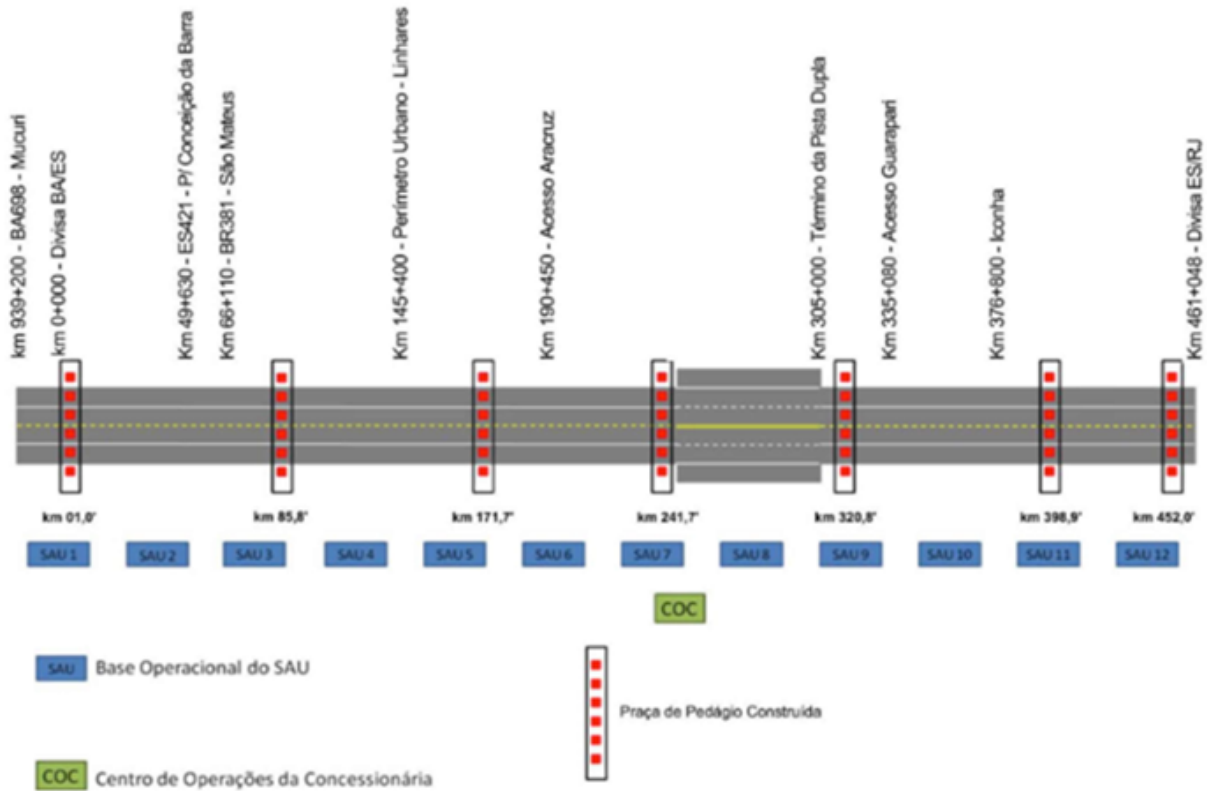 km 939+200 - BA698 - Mucuri
km 0+000 - Divisa BA/ES
Km 49+630 - ES421 - P/ Conceição da Barra
Km 66+110 - BR381 - São Mateus
Km 145+400 - Perímetro Urbano - Linhares
Km 190+450 - Acesso Aracruz
Km 305+000 - Término da Pista Dupla
Km 335+080 - Acesso Guarapari
Km 376+800 - Iconha
Km 461+048 - Divisa ES/RJ
km 01,0'
km 85,8'
km 171,7'
km 241,7'
km 320,8'
km 398,9'
km 452,0'
SAU 1
SAU 2
SAU 3
SAU 4
SAU 5
SAU 6
SAU 7
SAU 8
SAU 9
SAU 10
SAU 11
SAU 12
COC
SAU Base Operacional do SAU
Praça de Pedágio Construída
COC Centro de Operações da Concessionária